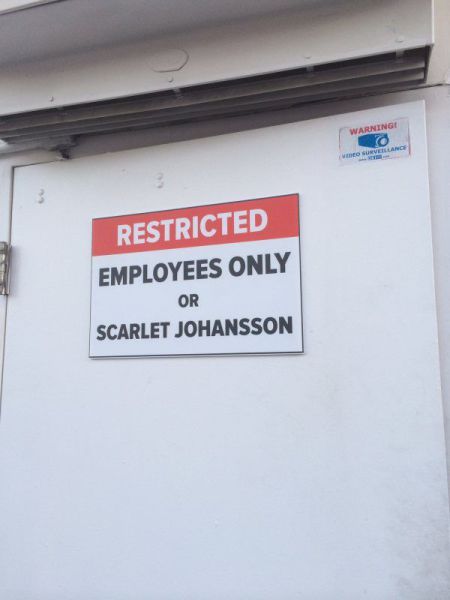 WARNING!
VIDEO SURVEILLANCE
RESTRICTED
EMPLOYEES ONLY
OR
SCARLET JOHANSSON